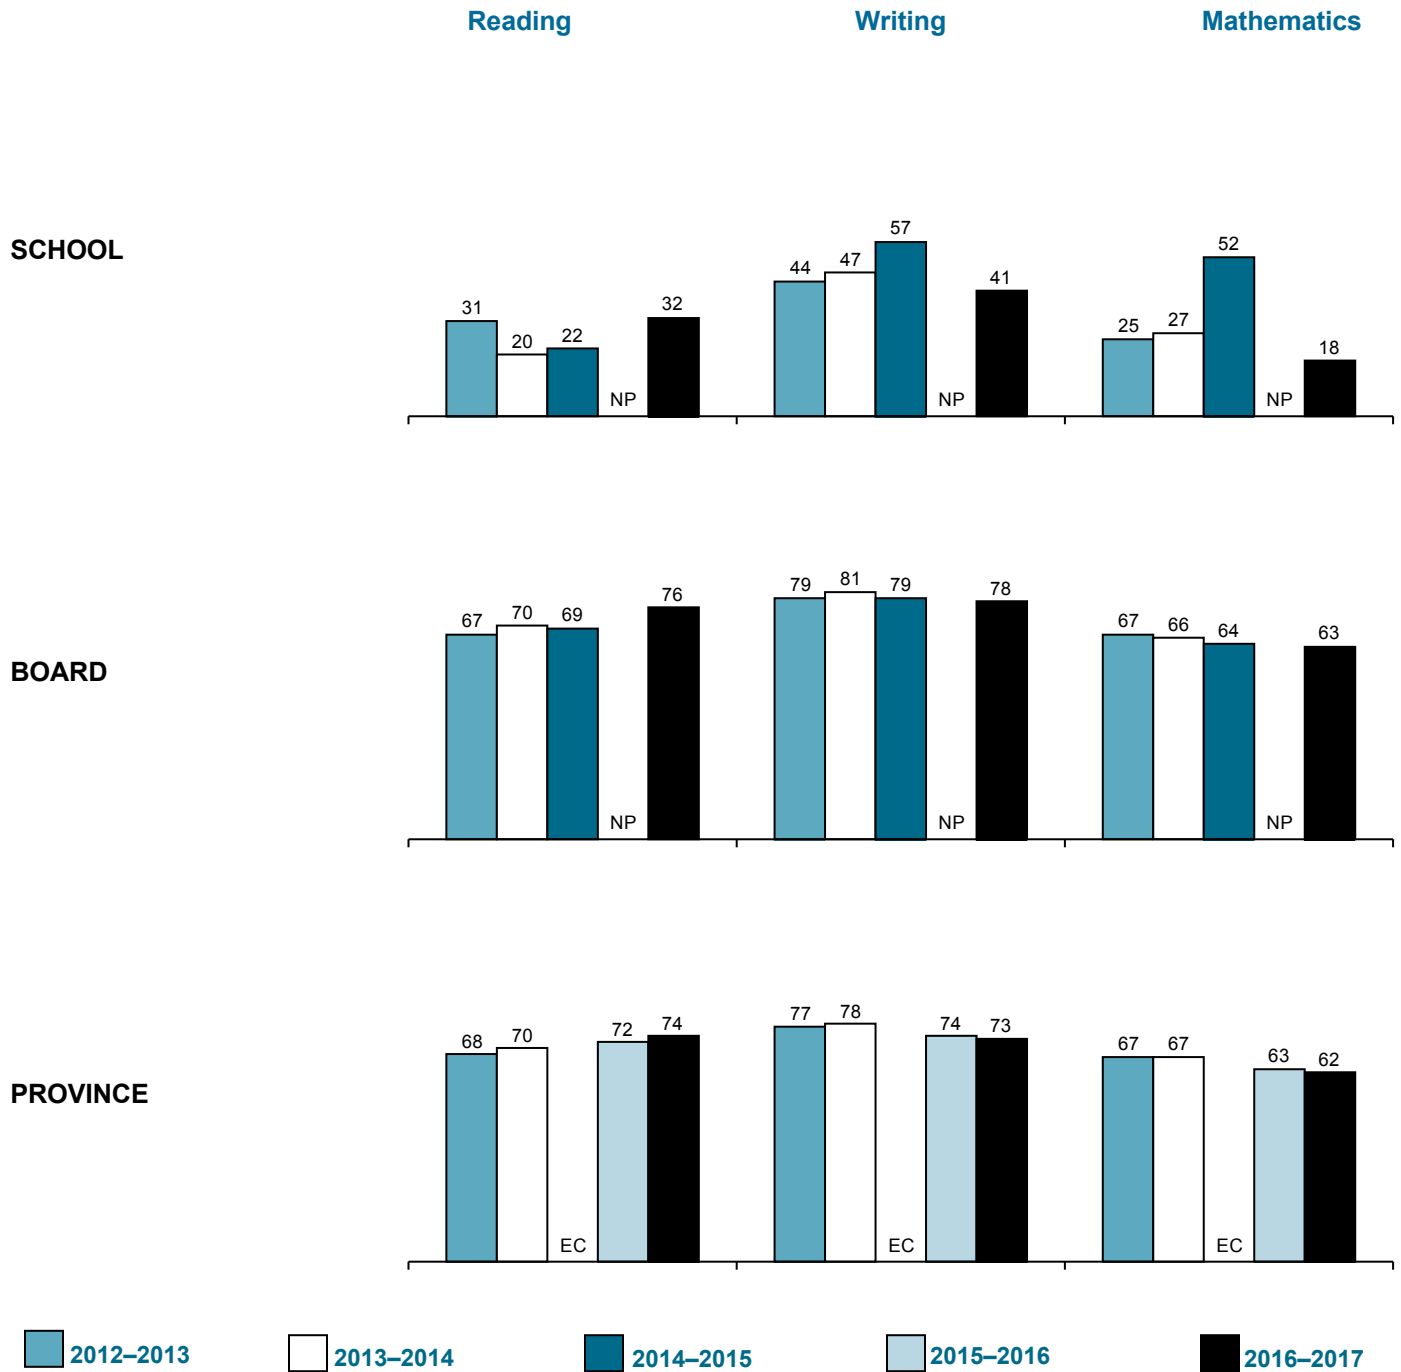 Reading Writing Mathematics
SCHOOL
31 20 22 NP 32 44 47 57 NP 41 25 27 52 NP 18
BOARD
67 70 69 NP 76 79 81 79 NP 78 67 66 64 NP 63
PROVINCE
68 70 EC 72 74 77 78 EC 74 73 67 67 EC 63 62
2012–2013 2013–2014 2014–2015 2015–2016 2016–2017